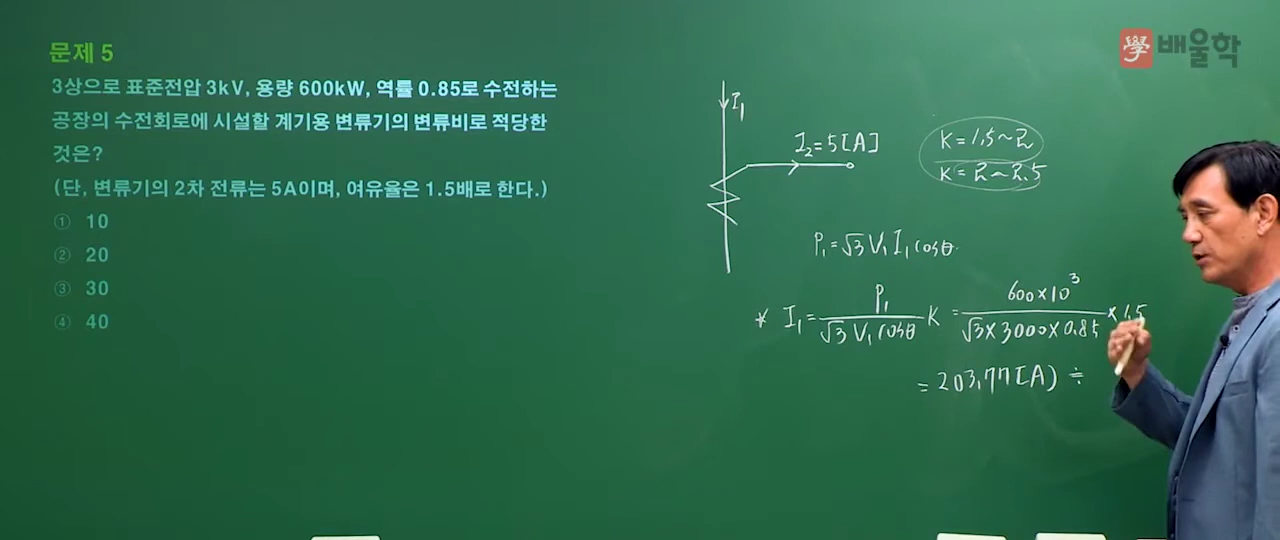 學 배울학
문제 5
3상으로 표준전압 3kV, 용량 600kW, 역률 0.85로 수전하는
공장의 수전회로에 시설할 계기용 변류기의 변류비로 적당한
것은?
(단, 변류기의 2차 전류는 5A이며, 여유율은 1.5배로 한다.)
① 10
② 20
③ 30
④ 40
I₁
I₂=5[A]
K=1.5~2
K=2~2.5
P₁=√3 V₁ I₁ cosθ
* I₁ = P₁/(√3 V₁ cosθ) K = 600×10³/(√3×3000×0.85) ×1.5
= 203.77[A] ≒